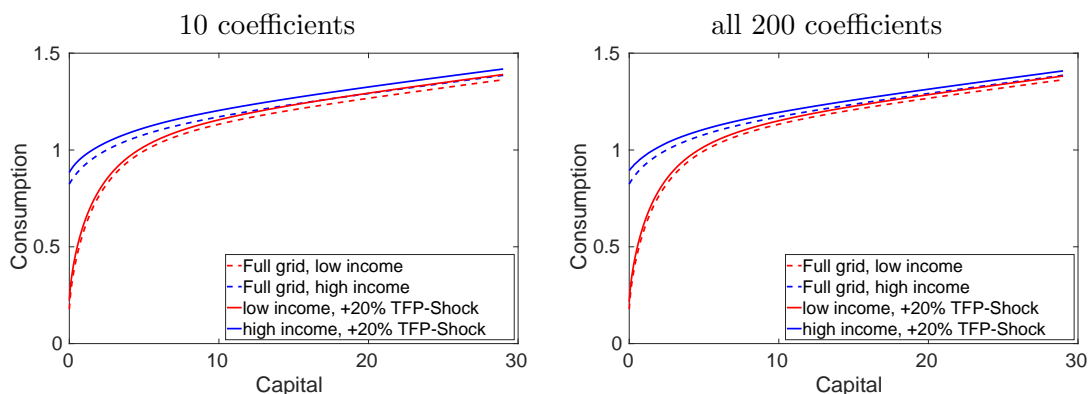 10 coefficients
1.5
1
0.5
0
Consumption
Full grid, low income
Full grid, high income
low income, +20% TFP-Shock
high income, +20% TFP-Shock
0 10 20 30
Capital
all 200 coefficients
1.5
1
0.5
0
Consumption
Full grid, low income
Full grid, high income
low income, +20% TFP-Shock
high income, +20% TFP-Shock
0 10 20 30
Capital